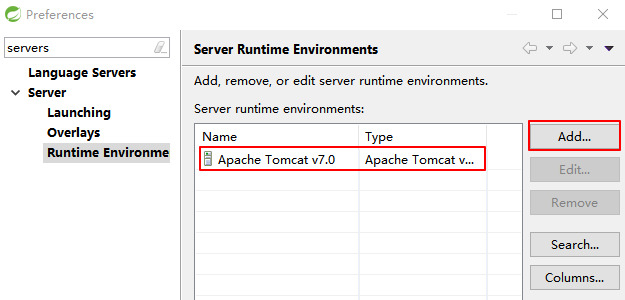 Preferences
servers
Language Servers
Server
Launching
Overlays
Runtime Environme
Server Runtime Environments
Add, remove, or edit server runtime environments.
Server runtime environments:
Name Type
Apache Tomcat v7.0 Apache Tomcat v...
Add...
Edit...
Remove
Search...
Columns...